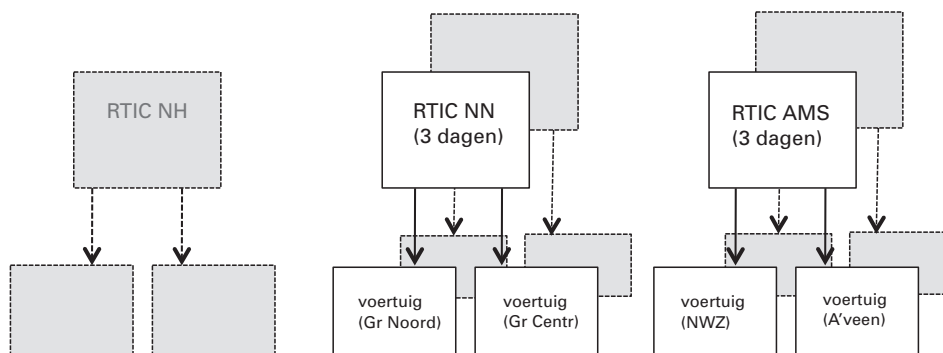 RTIC NH
RTIC NN
(3 dagen)
RTIC AMS
(3 dagen)
voertuig
(Gr Noord)
voertuig
(Gr Centr)
voertuig
(NWZ)
voertuig
(A'veen)